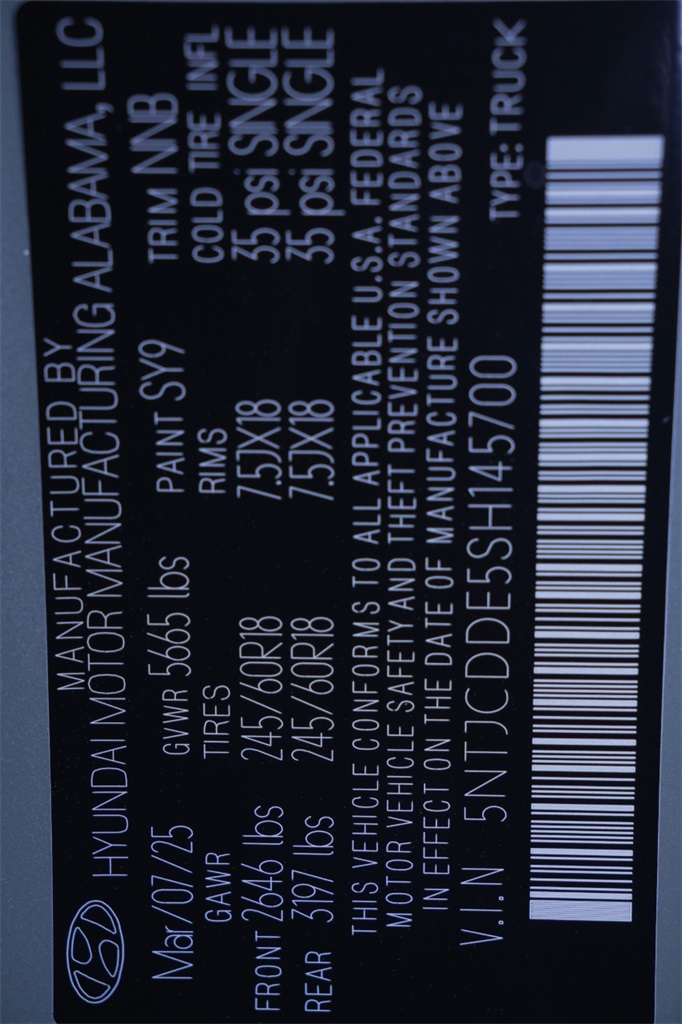 MANUFACTURED BY
HYUNDAI MOTOR MANUFACTURING ALABAMA, LLC
Mar/07/25 GVWR 5665 lbs PAINT SY9 TRIM NNB
GAWR TIRES RIMS COLD TIRE INFL
FRONT 2646 lbs 245/60R18 7.5JX18 35 psi SINGLE
REAR 3197 lbs 245/60R18 7.5JX18 35 psi SINGLE
THIS VEHICLE CONFORMS TO ALL APPLICABLE U.S.A. FEDERAL
MOTOR VEHICLE SAFETY AND THEFT PREVENTION STANDARDS
IN EFFECT ON THE DATE OF MANUFACTURE SHOWN ABOVE
V.I.N 5NTJCDDE5SH145700 TYPE: TRUCK